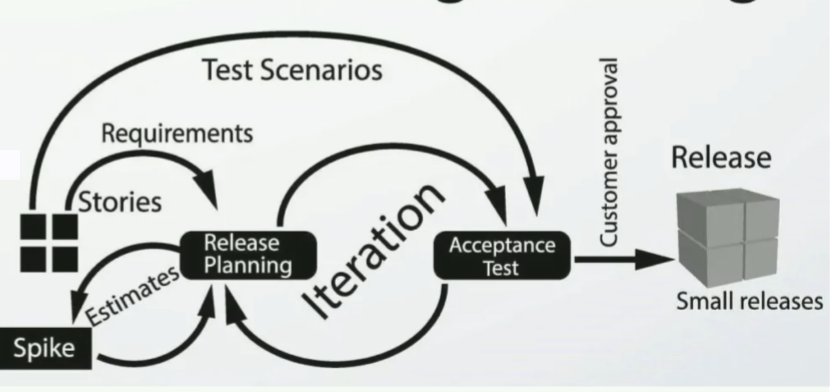 Test Scenarios
Requirements
Stories
Release
Planning
Estimates
Spike
Iteration
Acceptance
Test
Customer approval
Release
Small releases